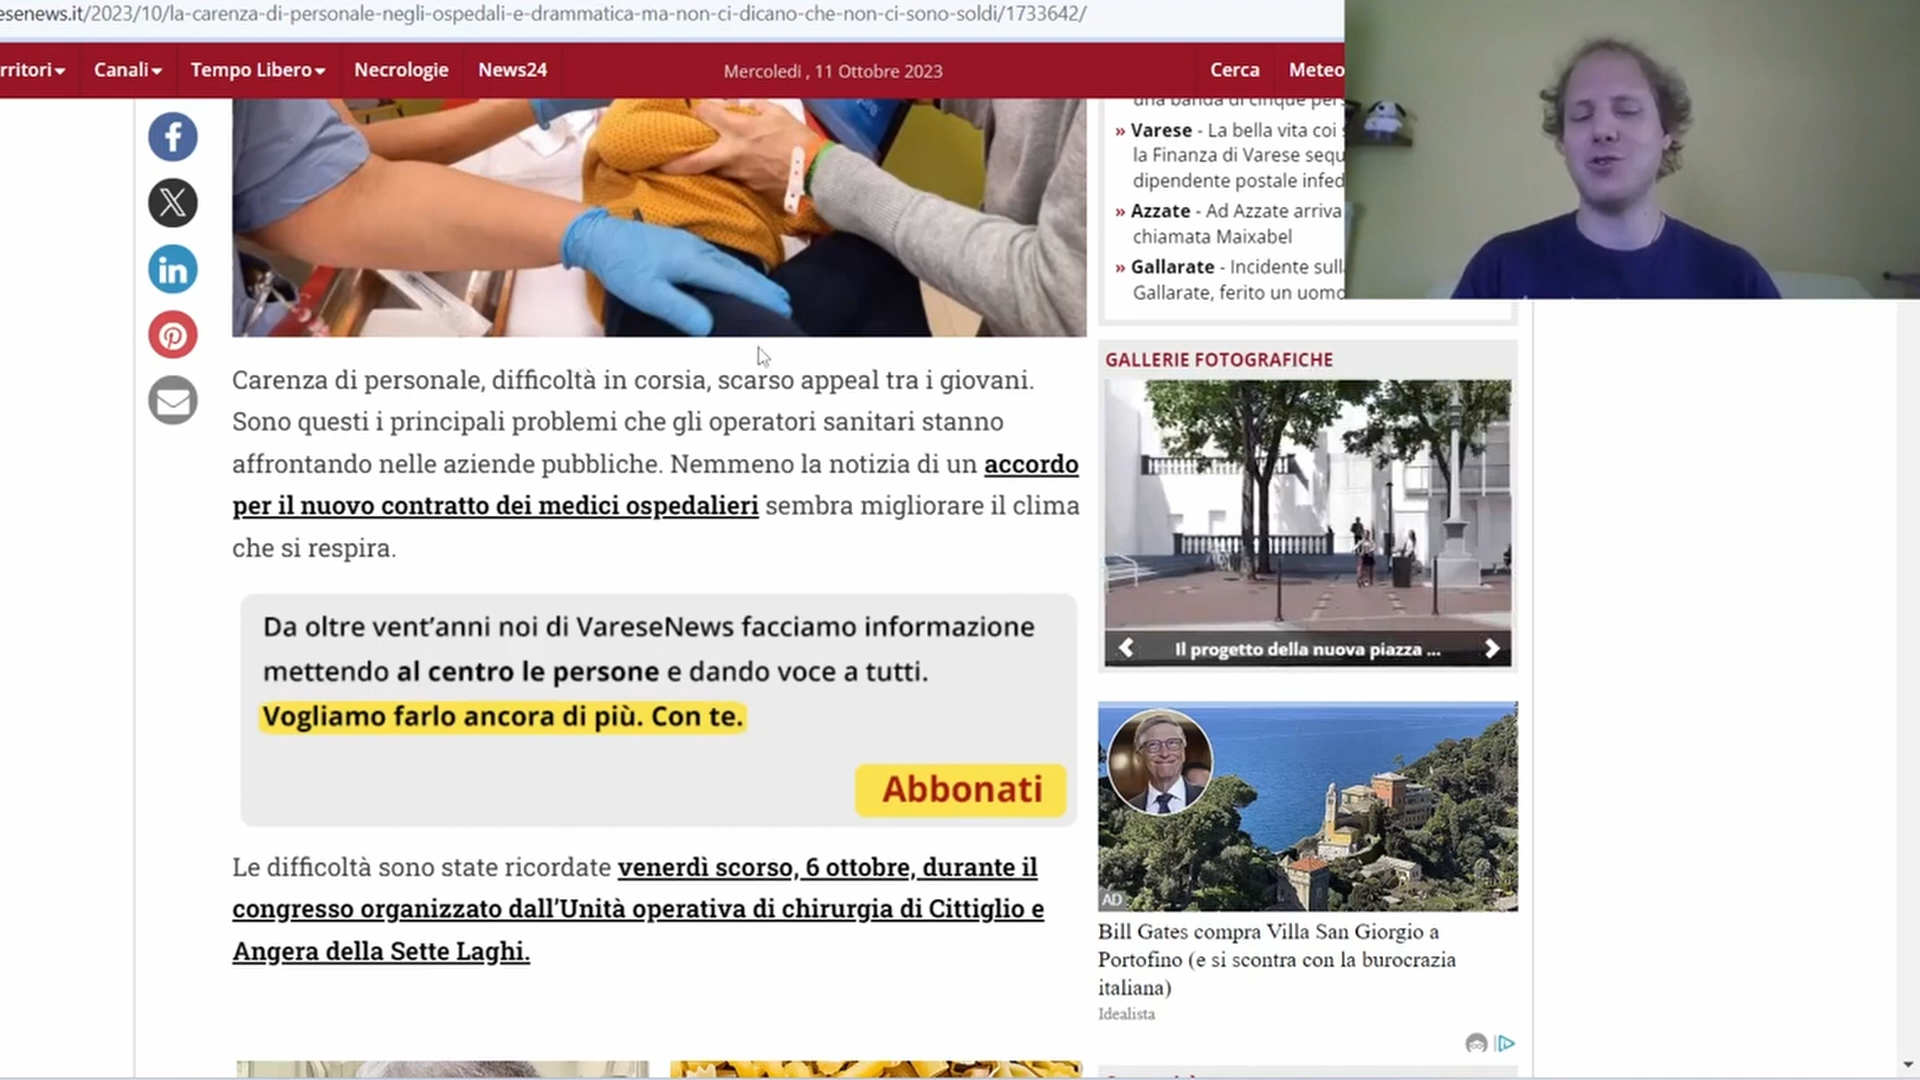 esenews.it/2023/10/la-carenza-di-personale-negli-ospedali-e-drammatica-ma-non-ci-dicano-che-non-ci-sono-soldi/1733642/
rritori Canali Tempo Libero Necrologie News24 Mercoledi , 11 Ottobre 2023 Cerca Meteo
Carenza di personale, difficoltà in corsia, scarso appeal tra i giovani.
Sono questi i principali problemi che gli operatori sanitari stanno
affrontando nelle aziende pubbliche. Nemmeno la notizia di un accordo
per il nuovo contratto dei medici ospedalieri sembra migliorare il clima
che si respira.
Da oltre vent’anni noi di VareseNews facciamo informazione
mettendo al centro le persone e dando voce a tutti.
Vogliamo farlo ancora di più. Con te.
Abbonati
Le difficoltà sono state ricordate venerdì scorso, 6 ottobre, durante il
congresso organizzato dall’Unità operativa di chirurgia di Cittiglio e
Angera della Sette Laghi.
una banda di cinque pers
» Varese - La bella vita coi
la Finanza di Varese sequ
dipendente postale infed
» Azzate - Ad Azzate arriva
chiamata Maixabel
» Gallarate - Incidente sull
Gallarate, ferito un uomo
GALLERIE FOTOGRAFICHE
Il progetto della nuova piazza ...
AD
Bill Gates compra Villa San Giorgio a
Portofino (e si scontra con la burocrazia
italiana)
Idealista